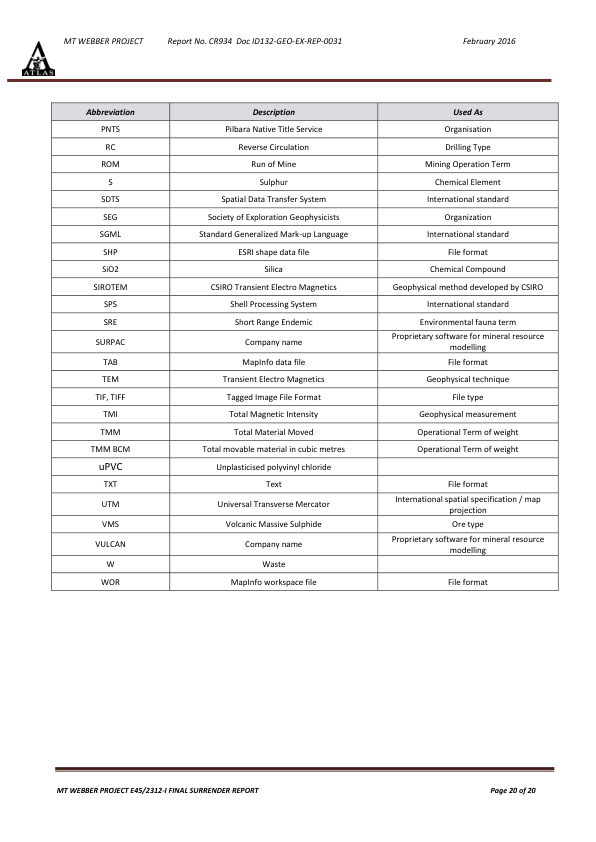 MT WEBBER PROJECT Report No. CR934 Doc ID132-GEO-EX-REP-0031 February 2016
ATLAS
Abbreviation Description Used As
PNTS Pilbara Native Title Service Organisation
RC Reverse Circulation Drilling Type
ROM Run of Mine Mining Operation Term
S Sulphur Chemical Element
SDTS Spatial Data Transfer System International standard
SEG Society of Exploration Geophysicists Organization
SGML Standard Generalized Mark-up Language International standard
SHP ESRI shape data file File format
SiO2 Silica Chemical Compound
SIROTEM CSIRO Transient Electro Magnetics Geophysical method developed by CSIRO
SPS Shell Processing System International standard
SRE Short Range Endemic Environmental fauna term
SURPAC Company name Proprietary software for mineral resource
modelling
TAB MapInfo data file File format
TEM Transient Electro Magnetics Geophysical technique
TIF, TIFF Tagged Image File Format File type
TMI Total Magnetic Intensity Geophysical measurement
TMM Total Material Moved Operational Term of weight
TMM BCM Total movable material in cubic metres Operational Term of weight
uPVC Unplasticised polyvinyl chloride
TXT Text File format
UTM Universal Transverse Mercator International spatial specification / map
projection
VMS Volcanic Massive Sulphide Ore type
VULCAN Company name Proprietary software for mineral resource
modelling
W Waste
WOR MapInfo workspace file File format
MT WEBBER PROJECT E45/2312-I FINAL SURRENDER REPORT Page 20 of 20